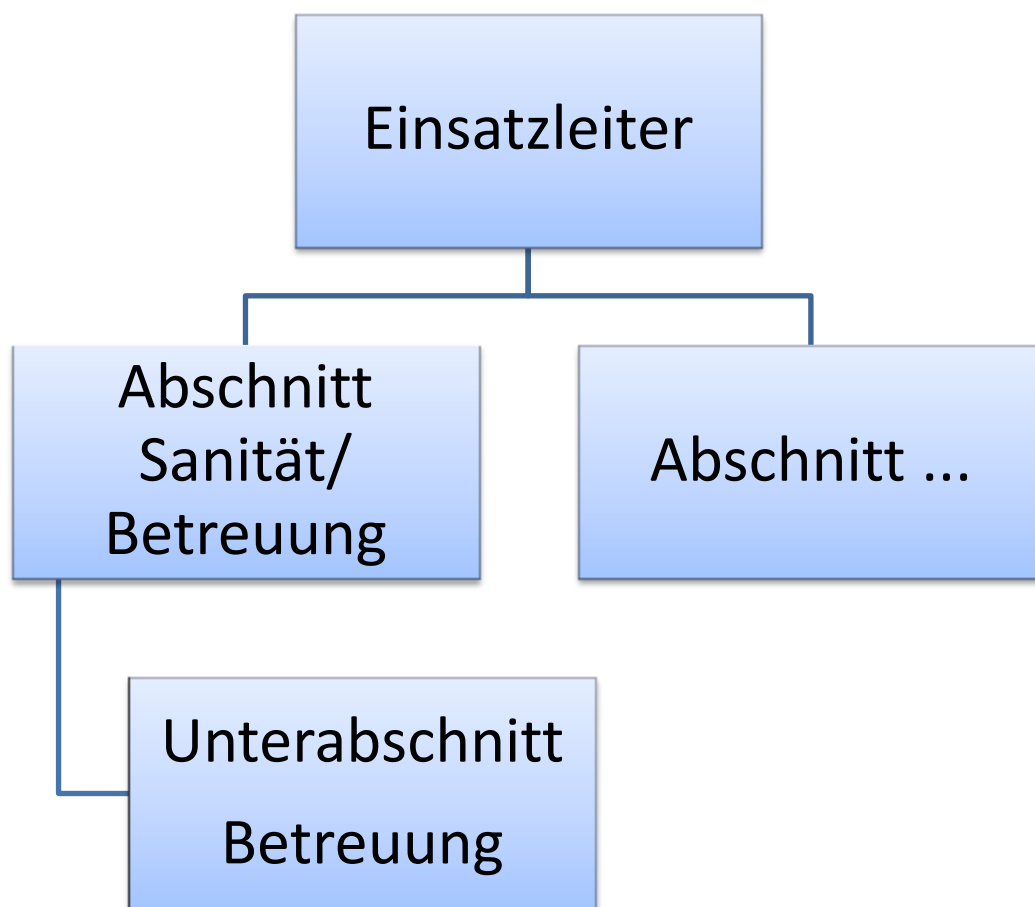 Einsatzleiter
Abschnitt
Sanität/
Betreuung
Abschnitt ...
Unterabschnitt
Betreuung